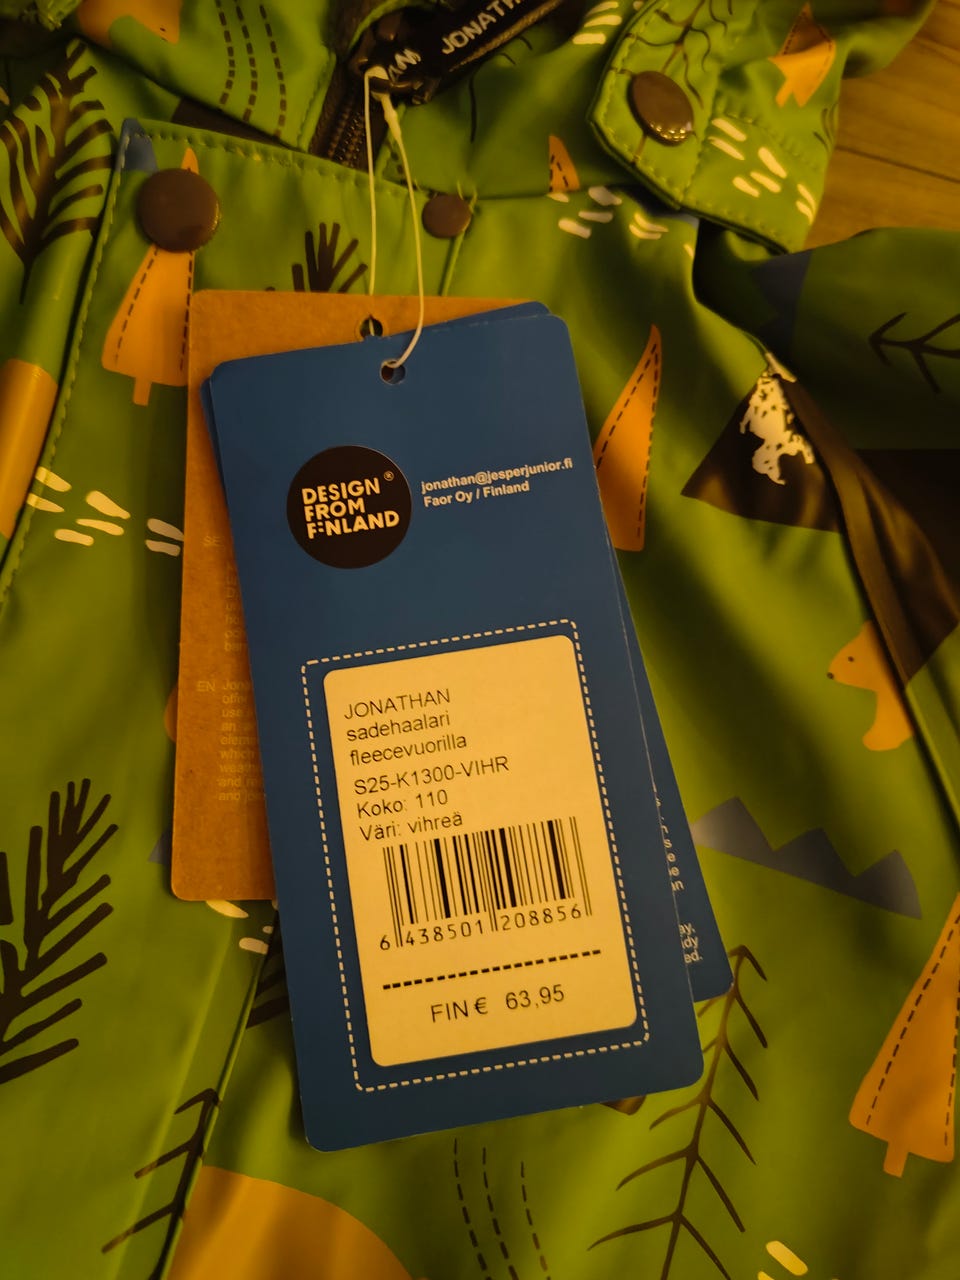 JONATHAN
DESIGN
FROM
FINLAND
®
jonathan@jesperjunior.fi
Faor Oy / Finland
JONATHAN
sadehaalari
fleecevuorilla
S25-K1300-VIHR
Koko: 110
Väri: vihreä
6 438501 208856
FIN € 63,95
EN